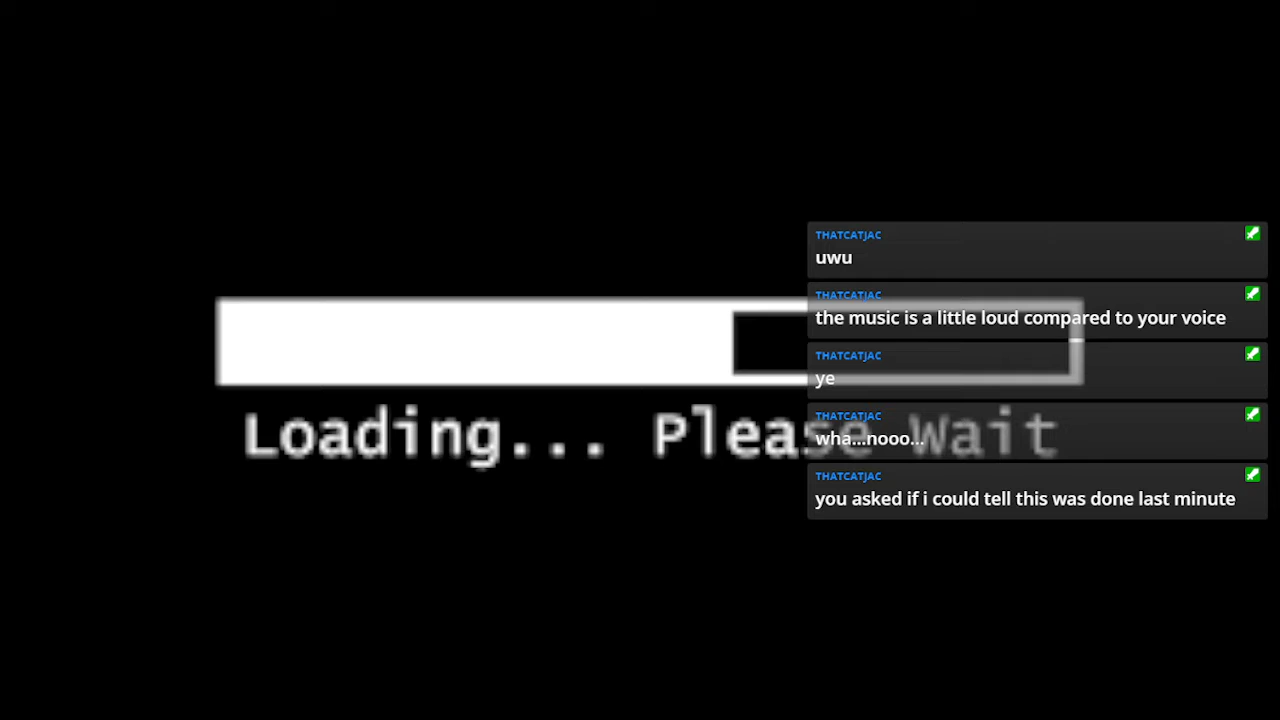 THATCATJAC
uwu
THATCATJAC
the music is a little loud compared to your voice
THATCATJAC
ye
Loading... Please Wait
THATCATJAC
wha...nooo...
THATCATJAC
you asked if i could tell this was done last minute